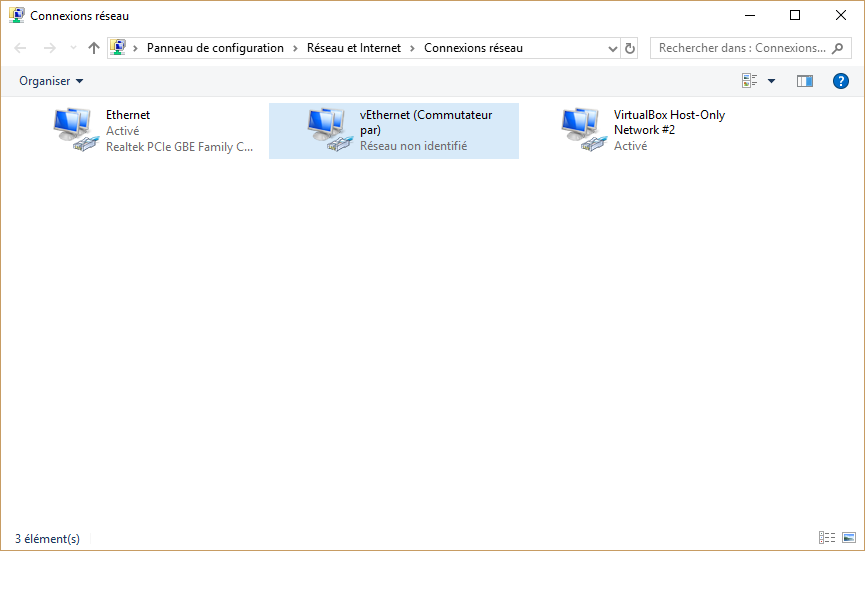 Connexions réseau
Panneau de configuration > Réseau et Internet > Connexions réseau
Rechercher dans : Connexions...
Organiser
?
Ethernet
Activé
Realtek PCIe GBE Family C...
vEthernet (Commutateur
par)
Réseau non identifié
VirtualBox Host-Only
Network #2
Activé
3 élément(s)